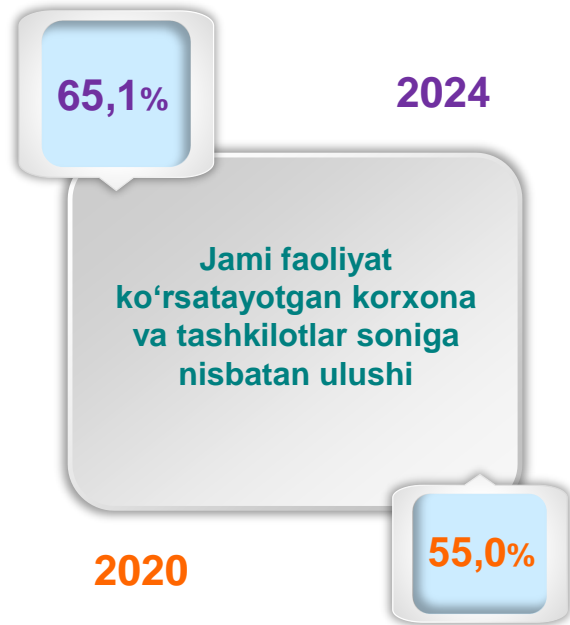 65,1%
2024
Jami faoliyat
ko‘rsatayotgan korxona
va tashkilotlar soniga
nisbatan ulushi
2020
55,0%